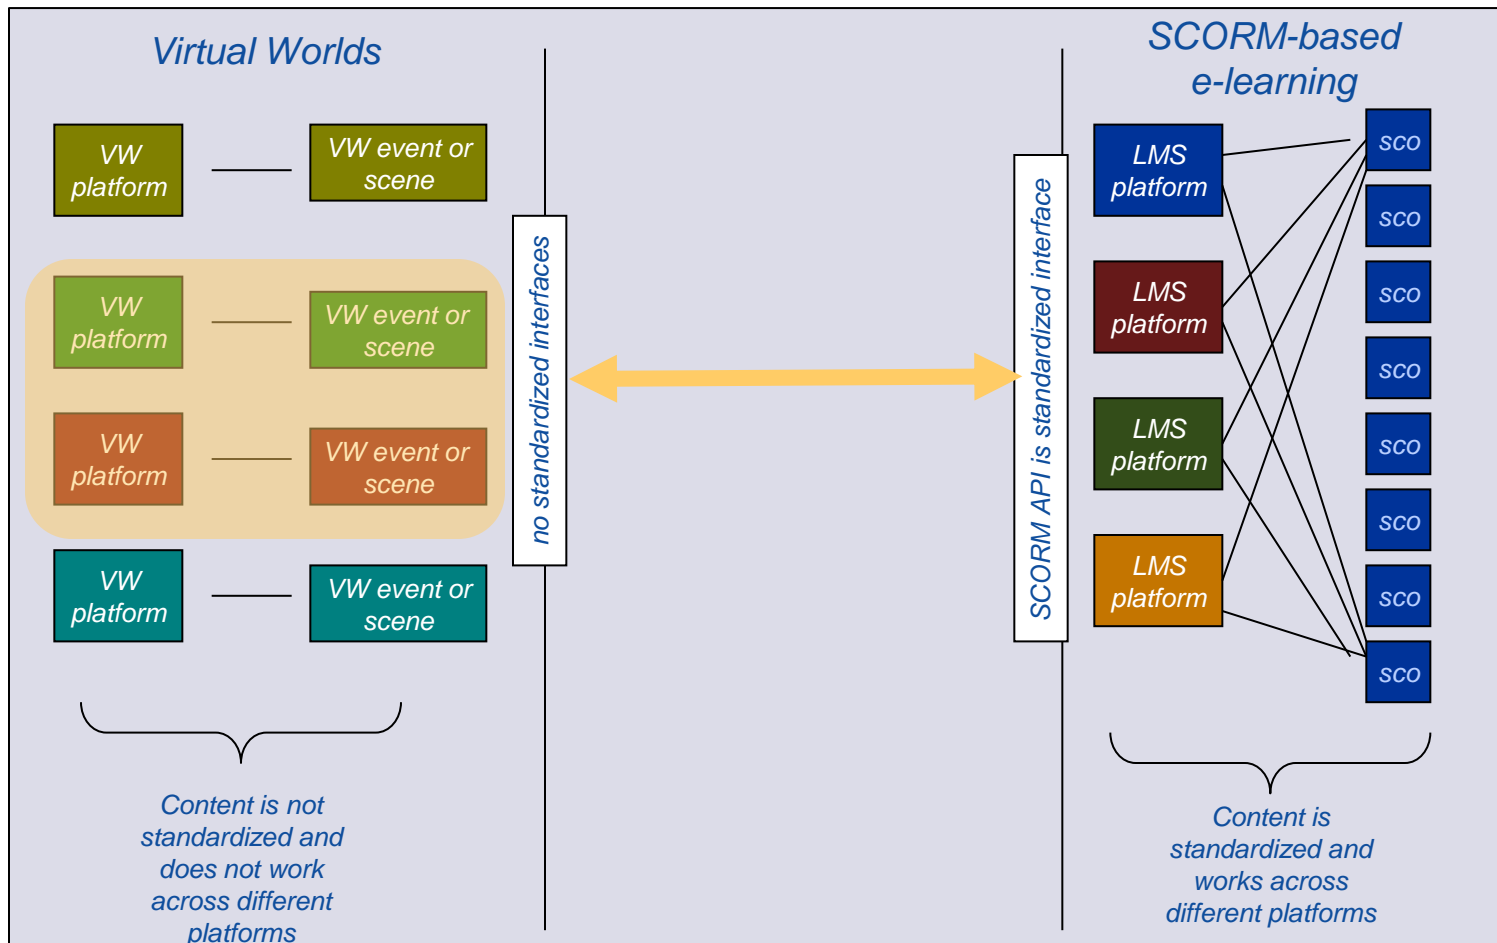 Virtual Worlds
VW
platform
VW event or
scene
VW
platform
VW event or
scene
VW
platform
VW event or
scene
VW
platform
VW event or
scene
Content is not
standardized and
does not work
across different
platforms
no standardized interfaces
SCORM API is standard interface
SCORM-based
e-learning
LMS
platform
LMS
platform
LMS
platform
LMS
platform
sco
sco
sco
sco
sco
sco
sco
sco
Content is
standardized and
works across
different platforms